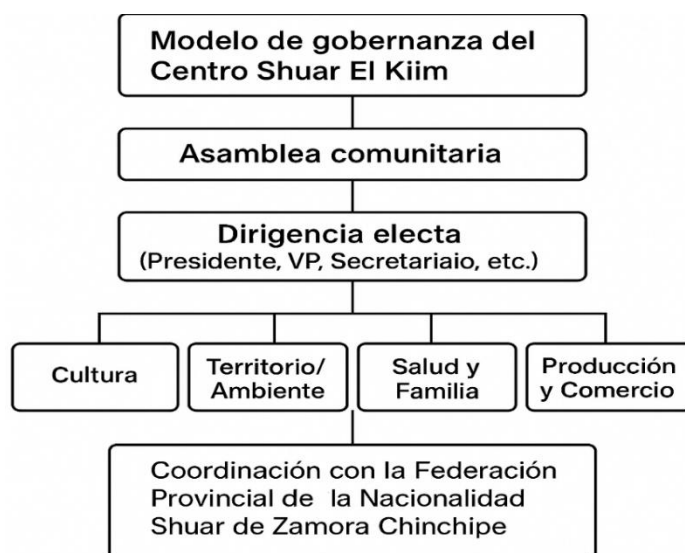 Modelo de gobernanza del
Centro Shuar El Kiim
Asamblea comunitaria
Dirigencia electa
(Presidente, VP, Secretariaio, etc.)
Cultura
Territorio/
Ambiente
Salud y
Familia
Producción
y Comercio
Coordinación con la Federación
Provincial de la Nacionalidad
Shuar de Zamora Chinchipe